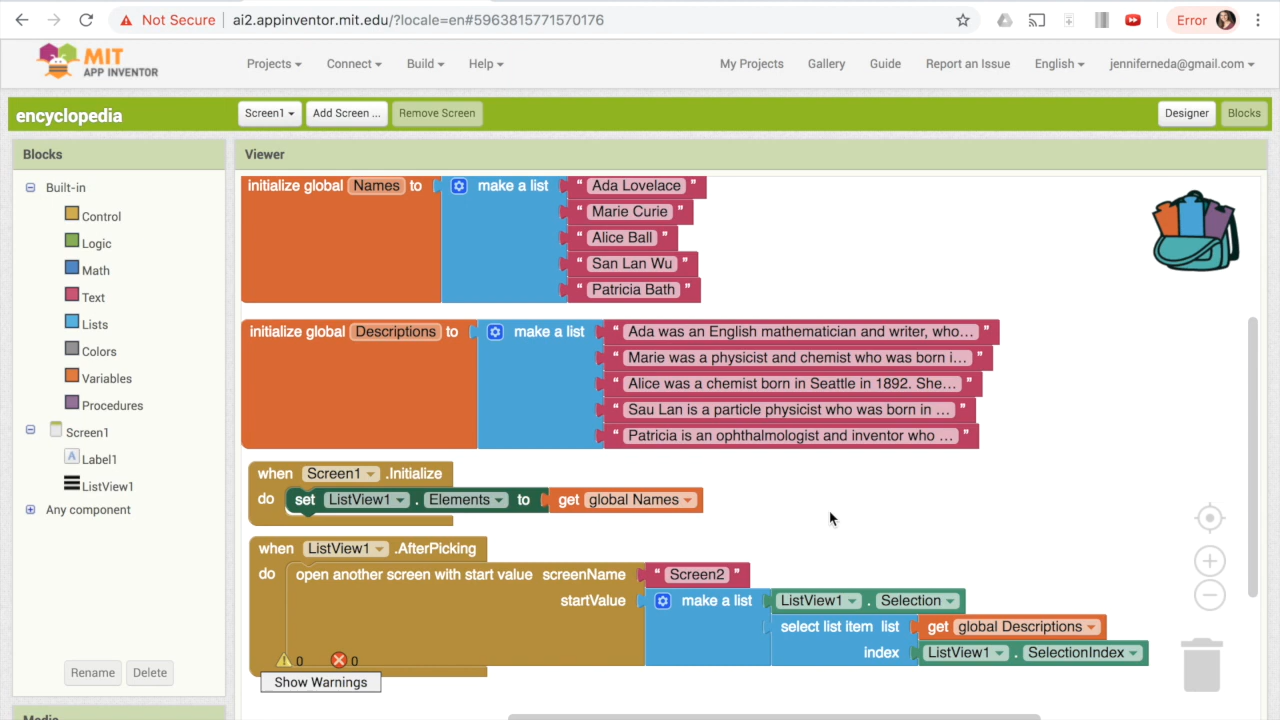 Not Secure ai2.appinventor.mit.edu/?locale=en#5963815771570176 Error
MIT APP INVENTOR Projects Connect Build Help My Projects Gallery Guide Report an Issue English jenniferneda@gmail.com
encyclopedia Screen1 Add Screen ... Remove Screen Designer Blocks
Blocks Viewer
Built-in
Control
Logic
Math
Text
Lists
Colors
Variables
Procedures
Screen1
Label1
ListView1
Any component
Rename Delete
initialize global Names to make a list " Ada Lovelace "
" Marie Curie "
" Alice Ball "
" San Lan Wu "
" Patricia Bath "
initialize global Descriptions to make a list " Ada was an English mathematician and writer, who... "
" Marie was a physicist and chemist who was born i... "
" Alice was a chemist born in Seattle in 1892. She... "
" Sau Lan is a particle physicist who was born in ... "
" Patricia is an ophthalmologist and inventor who ... "
when Screen1 .Initialize
do set ListView1 . Elements to get global Names
when ListView1 .AfterPicking
do open another screen with start value screenName " Screen2 "
startValue make a list ListView1 . Selection
select list item list get global Descriptions
index ListView1 . SelectionIndex
0 0
Show Warnings